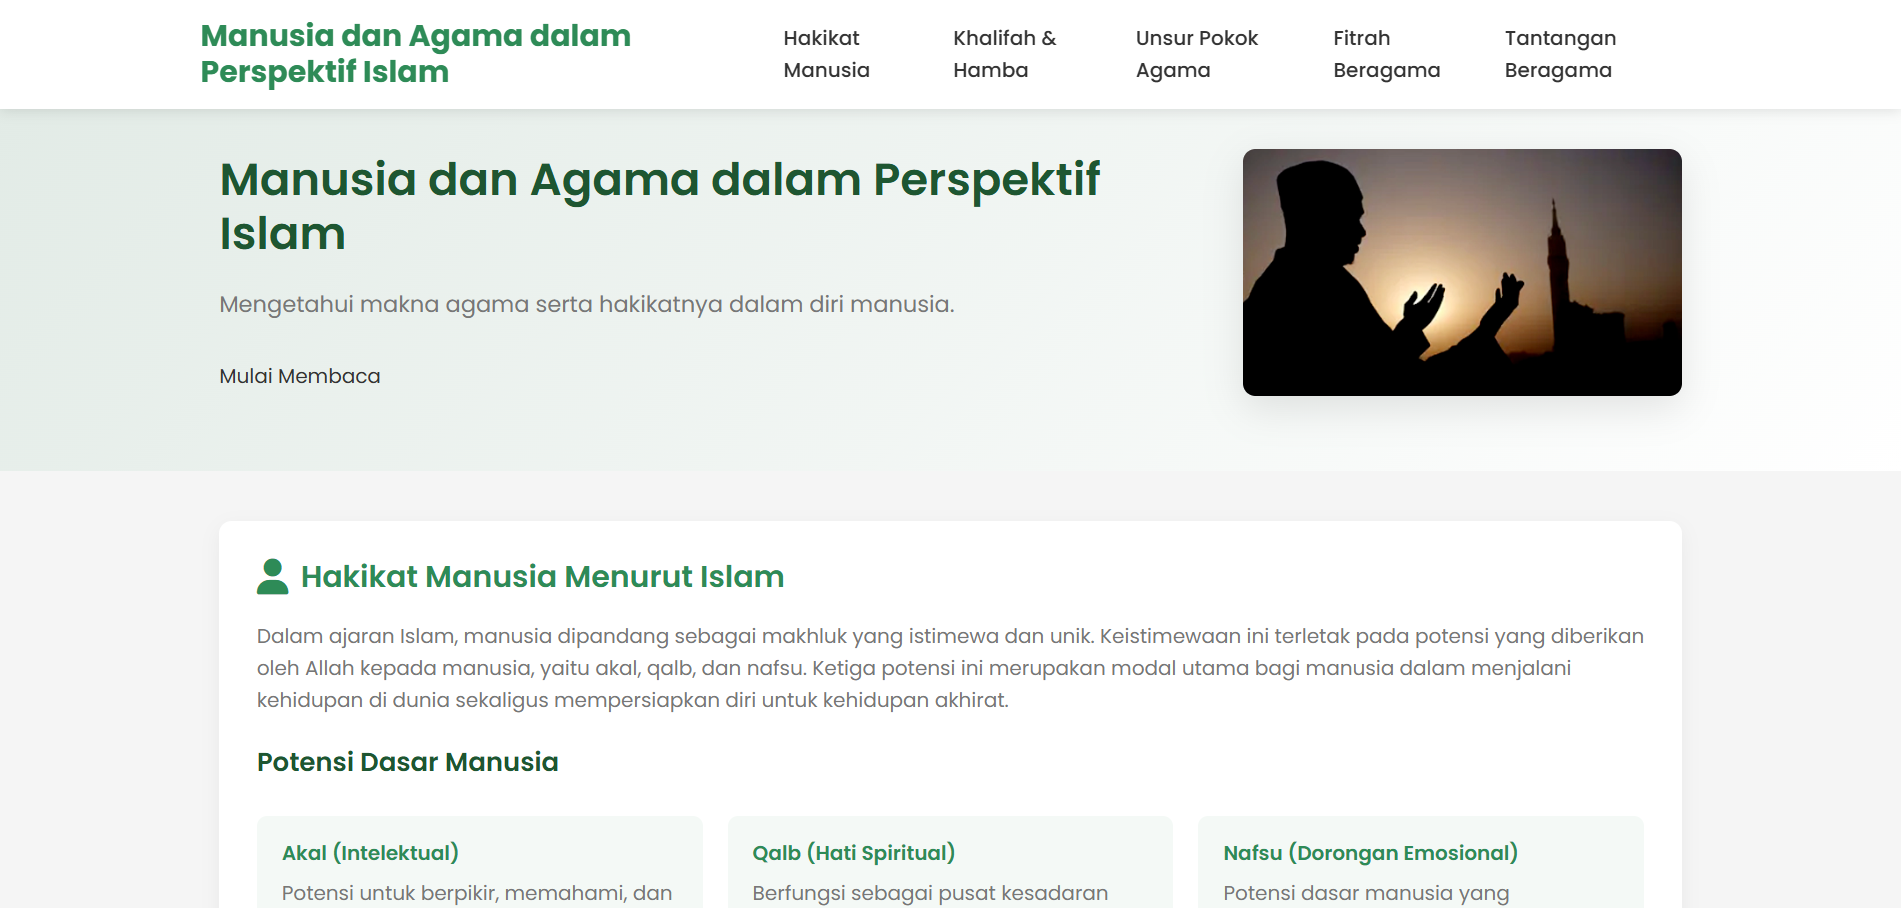 Manusia dan Agama dalam
Perspektif Islam
Hakikat
Manusia
Khalifah &
Hamba
Unsur Pokok
Agama
Fitrah
Beragama
Tantangan
Beragama
Manusia dan Agama dalam Perspektif
Islam
Mengetahui makna agama serta hakikatnya dalam diri manusia.
Mulai Membaca
Hakikat Manusia Menurut Islam
Dalam ajaran Islam, manusia dipandang sebagai makhluk yang istimewa dan unik. Keistimewaan ini terletak pada potensi yang diberikan
oleh Allah kepada manusia, yaitu akal, qalb, dan nafsu. Ketiga potensi ini merupakan modal utama bagi manusia dalam menjalani
kehidupan di dunia sekaligus mempersiapkan diri untuk kehidupan akhirat.
Potensi Dasar Manusia
Akal (Intelektual)
Potensi untuk berpikir, memahami, dan
Qalb (Hati Spiritual)
Berfungsi sebagai pusat kesadaran
Nafsu (Dorongan Emosional)
Potensi dasar manusia yang